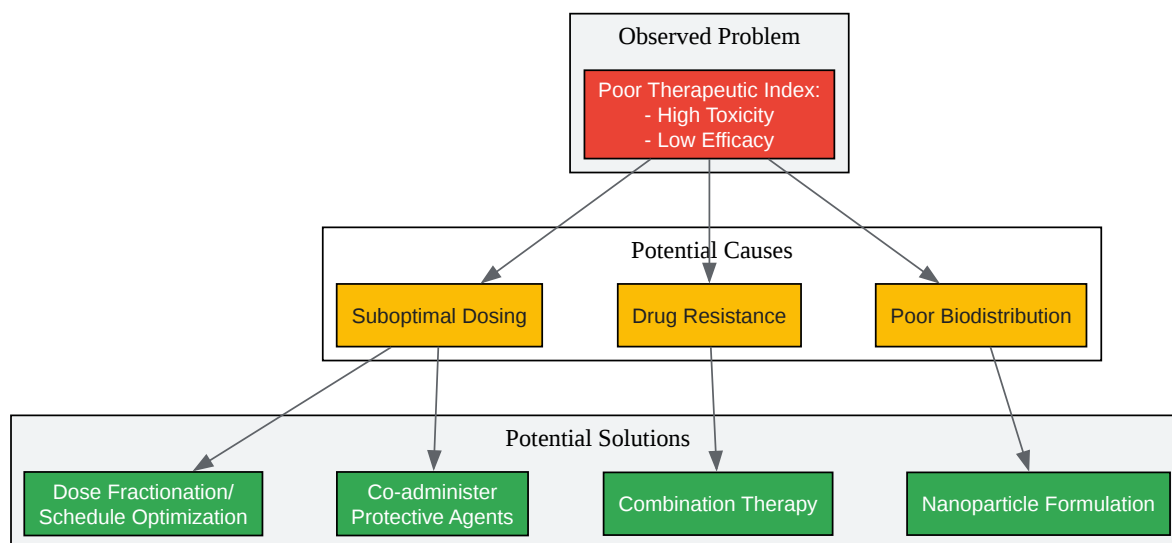 Observed Problem
Poor Therapeutic Index:
- High Toxicity
- Low Efficacy
Potential Causes
Suboptimal Dosing
Drug Resistance
Poor Biodistribution
Potential Solutions
Dose Fractionation/
Schedule Optimization
Co-administer
Protective Agents
Combination Therapy
Nanoparticle Formulation